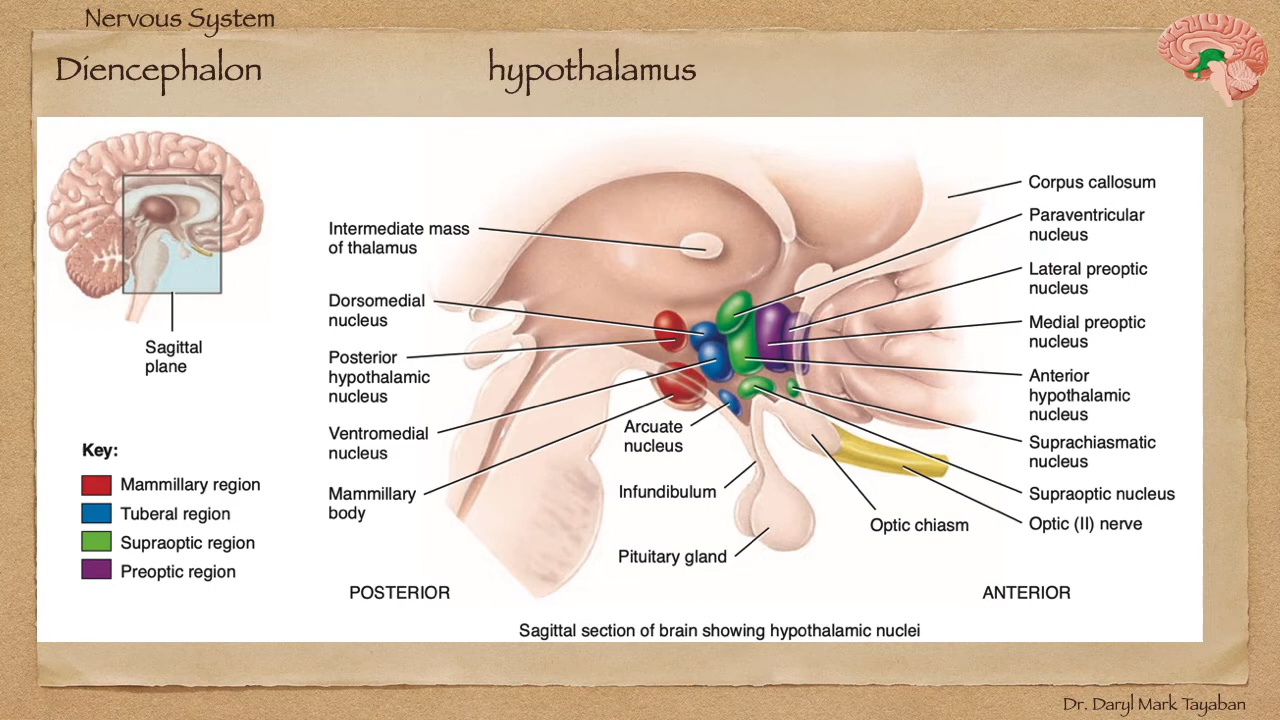 Nervous System
Diencephalon
hypothalamus
Intermediate mass
of thalamus
Dorsomedial
nucleus
Posterior
hypothalamic
nucleus
Ventromedial
nucleus
Mammillary
body
Sagittal
plane
Key:
Mammillary region
Tuberal region
Supraoptic region
Preoptic region
Arcuate
nucleus
Infundibulum
Pituitary gland
Corpus callosum
Paraventricular
nucleus
Lateral preoptic
nucleus
Medial preoptic
nucleus
Anterior
hypothalamic
nucleus
Suprachiasmatic
nucleus
Supraoptic nucleus
Optic (II) nerve
Optic chiasm
POSTERIOR
ANTERIOR
Sagittal section of brain showing hypothalamic nuclei
Dr. Daryl Mark Tayaban